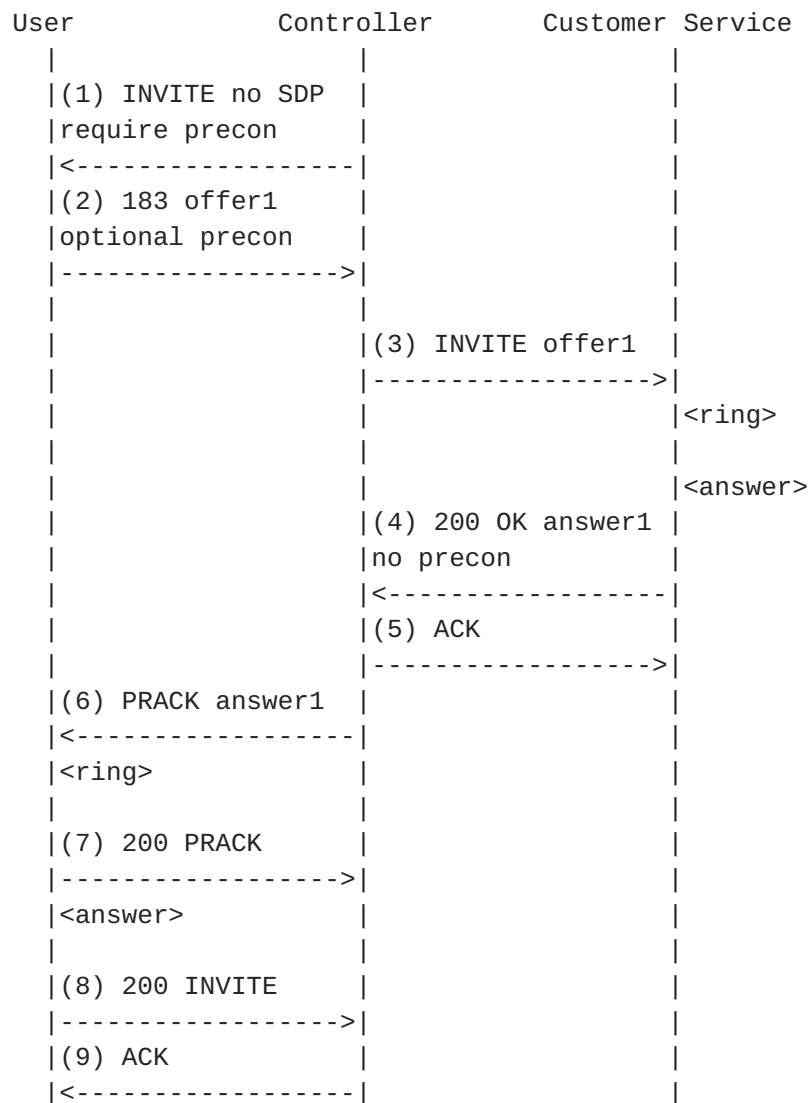 User Controller Customer Service
(1) INVITE no SDP
require precon
(2) 183 offer1
optional precon
(3) INVITE offer1
<ring>
<answer>
(4) 200 OK answer1
no precon
(5) ACK
(6) PRACK answer1
<ring>
(7) 200 PRACK
<answer>
(8) 200 INVITE
(9) ACK